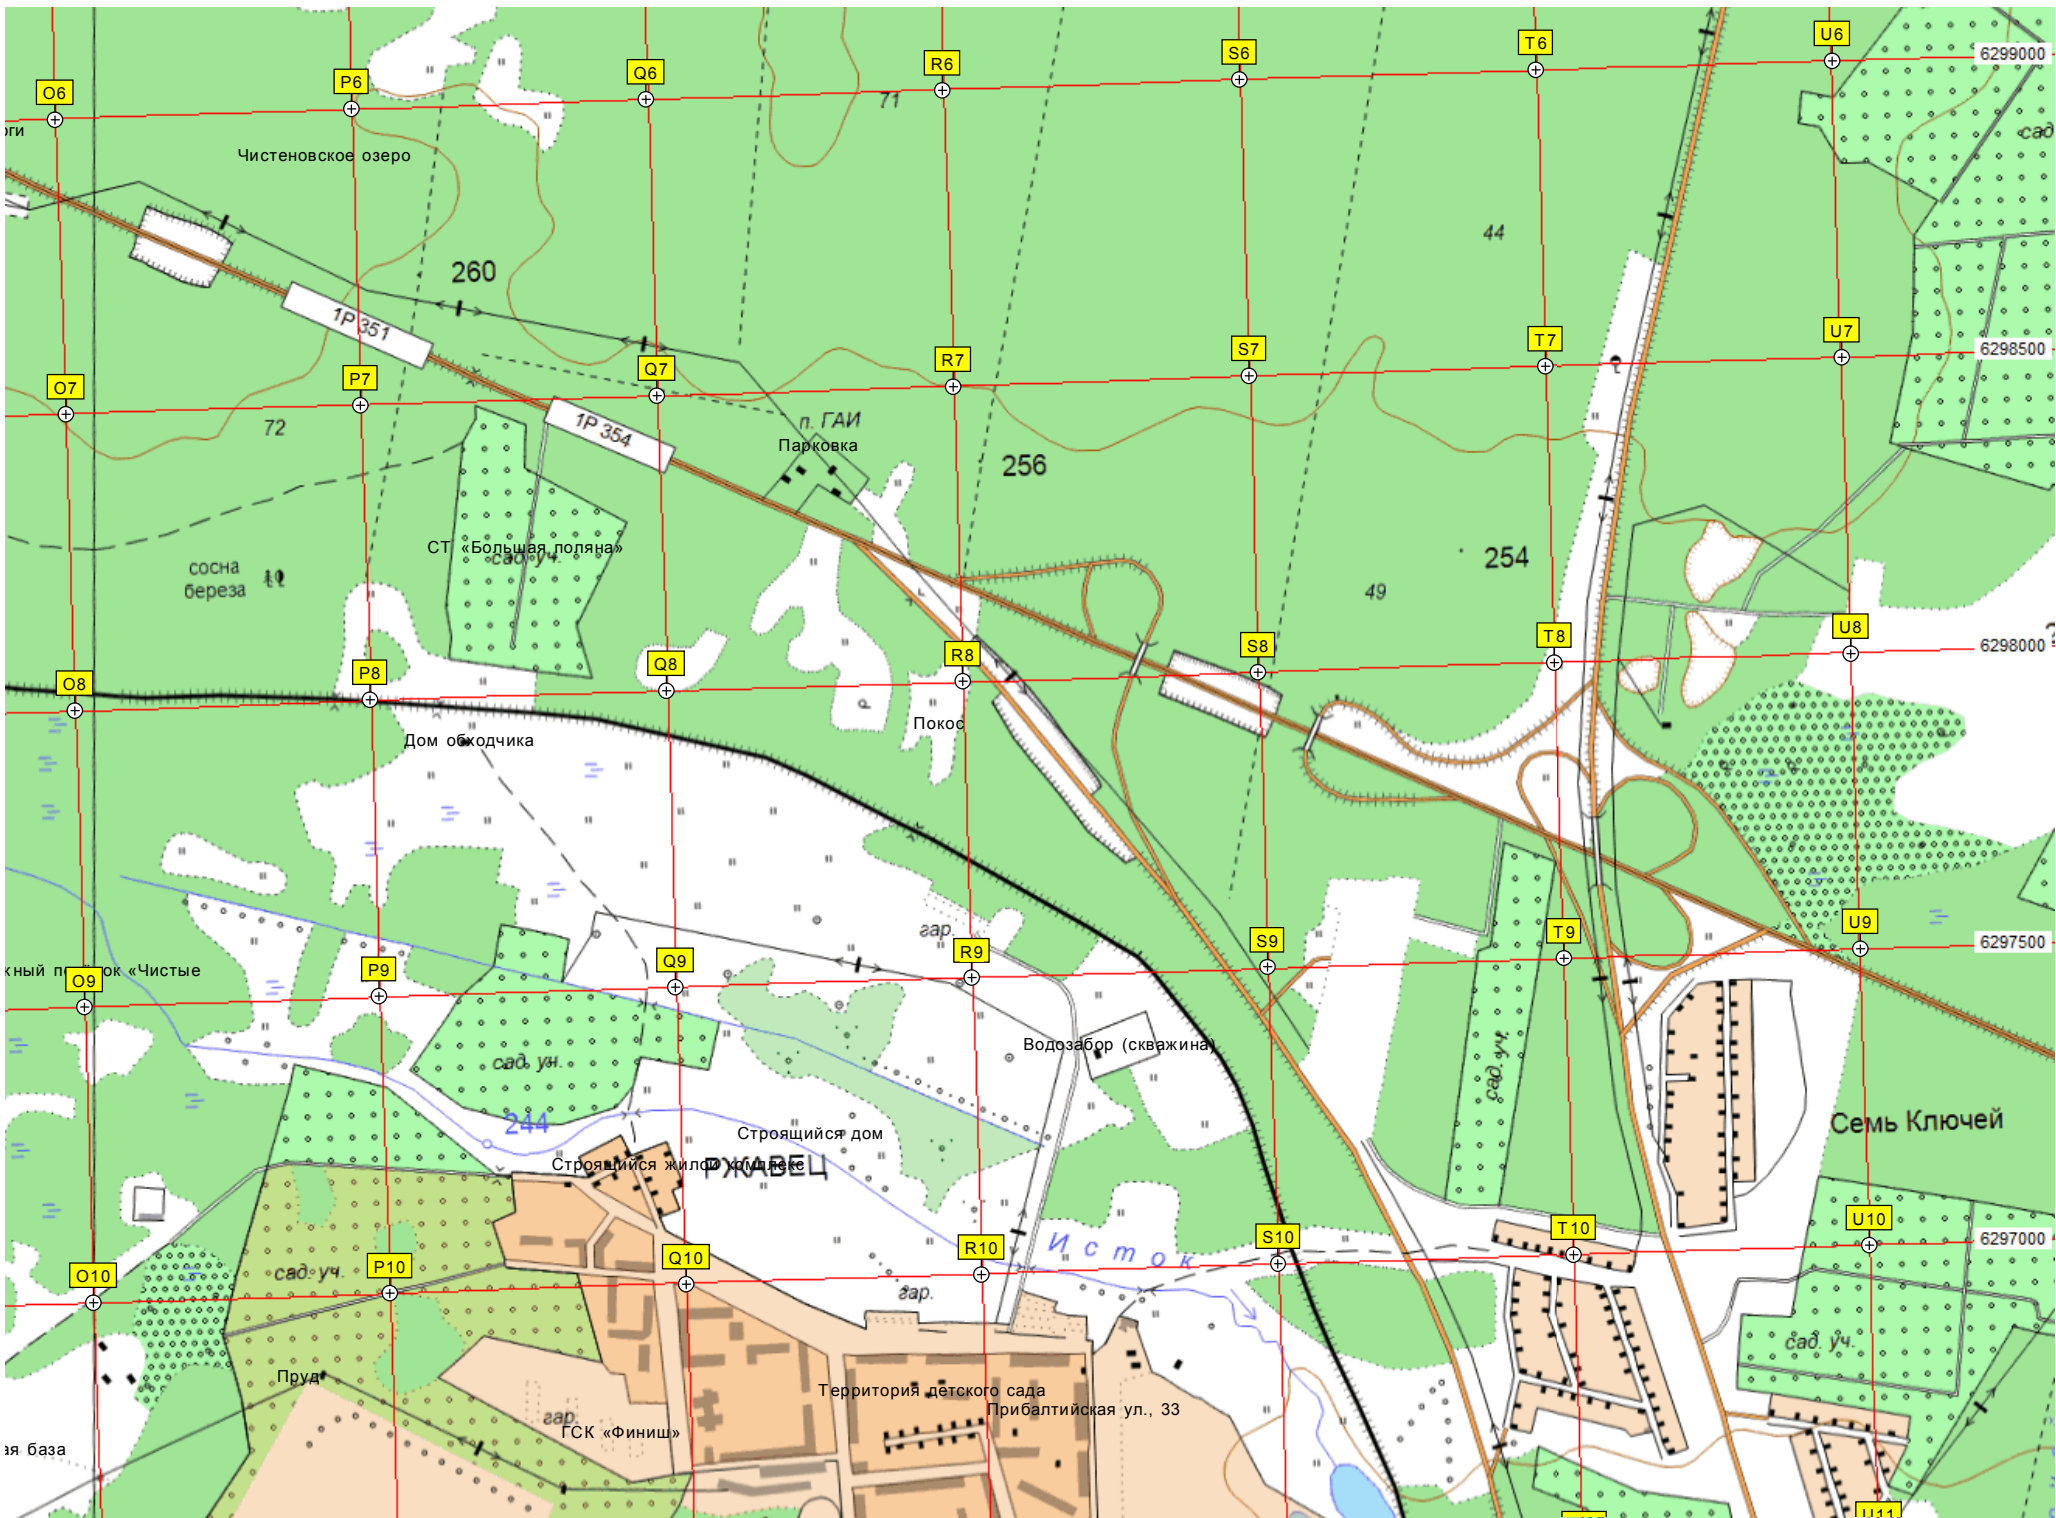 U6
6299000
T6
S6
R6
Q6
P6
O6
71
сад
Чистеновское озеро
44
260
1Р 351
U7
6298500
T7
S7
R7
Q7
P7
O7
72
1Р 354
п. ГАИ
Парковка
256
СТ «Большая поляна»
сад. уч.
254
сосна
береза
49
U8
6298000
T8
S8
R8
Q8
P8
O8
Покос
Дом обходчика
гар.
U9
6297500
T9
S9
R9
Q9
P9
O9
Водозабор (скважина)
сад. уч.
сад. уч.
244
Семь Ключей
Строящийся дом
Строящийся жилой комплекс
РЖАВЕЦ
U10
6297000
T10
S10
R10
Q10
P10
O10
Исток
сад. уч.
гар.
сад. уч.
Пруд
Территория детского сада
Прибалтийская ул., 33
гар.
ГСК «Финиш»
ая база
U11